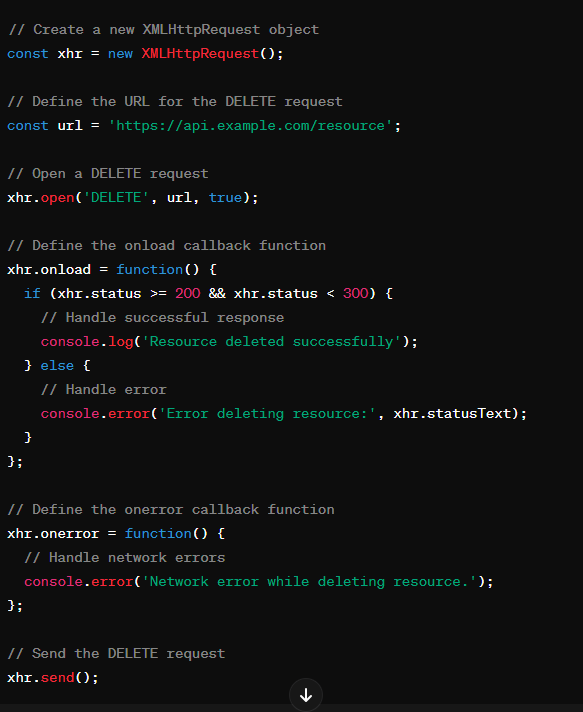 // Create a new XMLHttpRequest object
const xhr = new XMLHttpRequest();
// Define the URL for the DELETE request
const url = 'https://api.example.com/resource';
// Open a DELETE request
xhr.open('DELETE', url, true);
// Define the onload callback function
xhr.onload = function() {
  if (xhr.status >= 200 && xhr.status < 300) {
    // Handle successful response
    console.log('Resource deleted successfully');
  } else {
    // Handle error
    console.error('Error deleting resource:', xhr.statusText);
  }
};
// Define the onerror callback function
xhr.onerror = function() {
  // Handle network errors
  console.error('Network error while deleting resource.');
};
// Send the DELETE request
xhr.send();